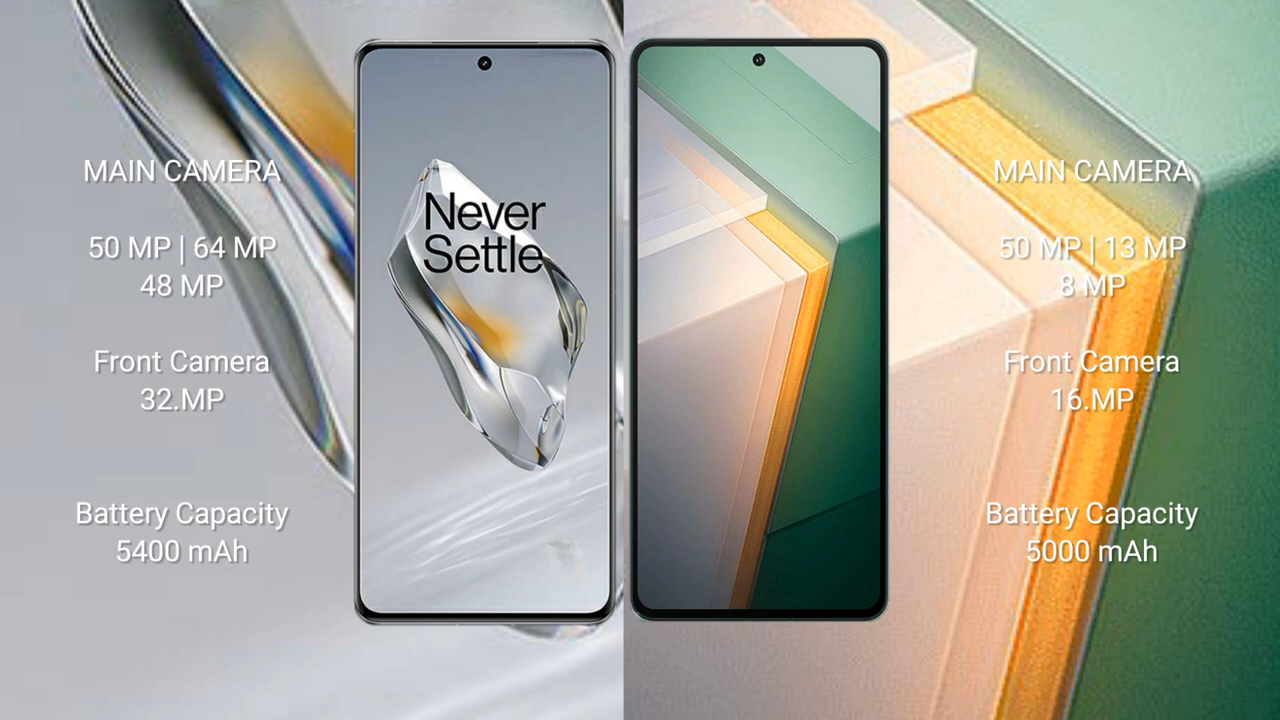 MAIN CAMERA
50 MP | 64 MP
48 MP
Front Camera
32.MP
Battery Capacity
5400 mAh
Never
Settle
MAIN CAMERA
50 MP | 13 MP
8 MP
Front Camera
16.MP
Battery Capacity
5000 mAh